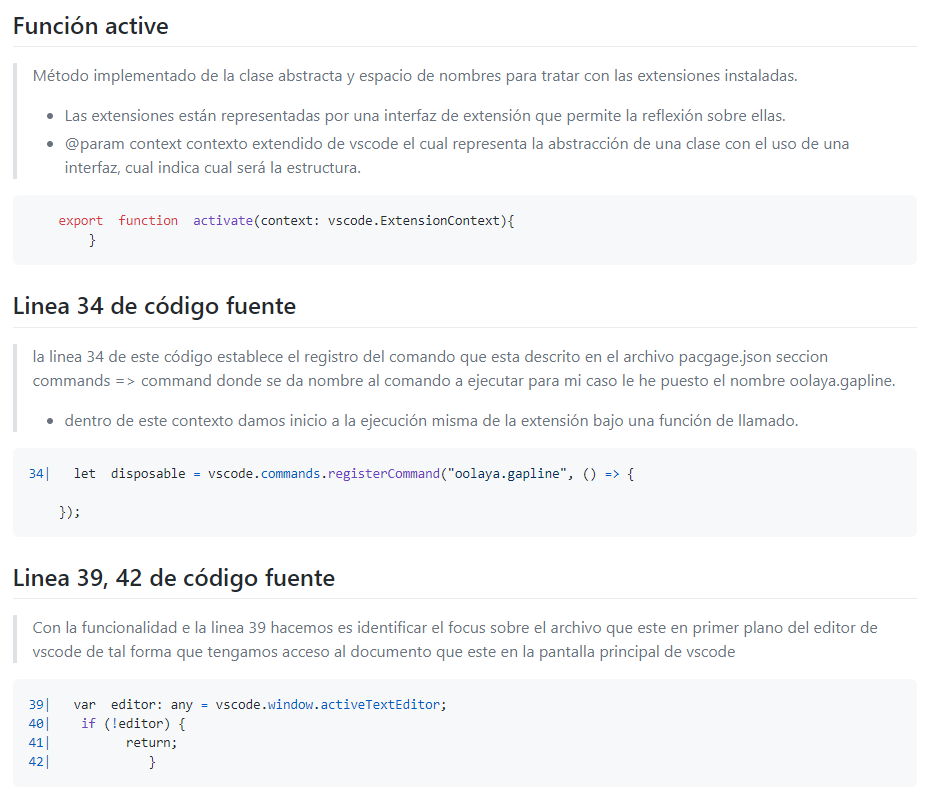 Función active
Método implementado de la clase abstracta y espacio de nombres para tratar con las extensiones instaladas.
• Las extensiones están representadas por una interfaz de extensión que permite la reflexión sobre ellas.
• @param context contexto extendido de vscode el cual representa la abstracción de una clase con el uso de una
interfaz, cual indica cual será la estructura.
export function activate(context: vscode.ExtensionContext){
}
Linea 34 de código fuente
la linea 34 de este código establece el registro del comando que esta descrito en el archivo pacgage.json seccion
commands => command donde se da nombre al comando a ejecutar para mi caso le he puesto el nombre oolaya.gapline.
• dentro de este contexto damos inicio a la ejecución misma de la extensión bajo una función de llamado.
34| let disposable = vscode.commands.registerCommand("oolaya.gapline", () => {
});
Linea 39, 42 de código fuente
Con la funcionalidad e la linea 39 hacemos es identificar el focus sobre el archivo que este en primer plano del editor de
vscode de tal forma que tengamos acceso al documento que este en la pantalla principal de vscode
39| var editor: any = vscode.window.activeTextEditor;
40| if (!editor) {
41| return;
42| }